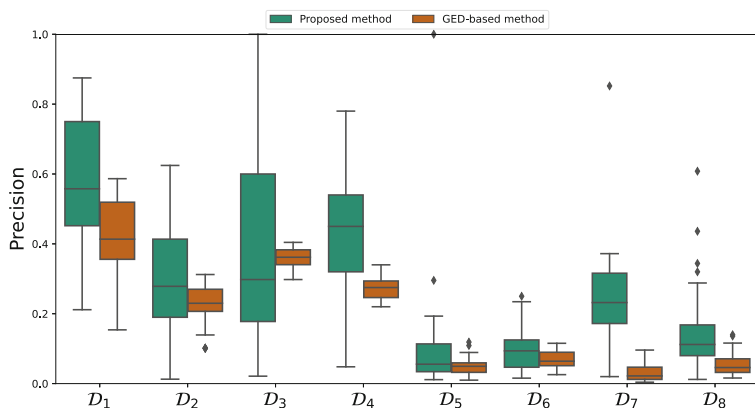 Proposed method GED-based method
1.0
0.8
0.6
0.4
0.2
0.0
Precision
𝒟₁ 𝒟₂ 𝒟₃ 𝒟₄ 𝒟₅ 𝒟₆ 𝒟₇ 𝒟₈